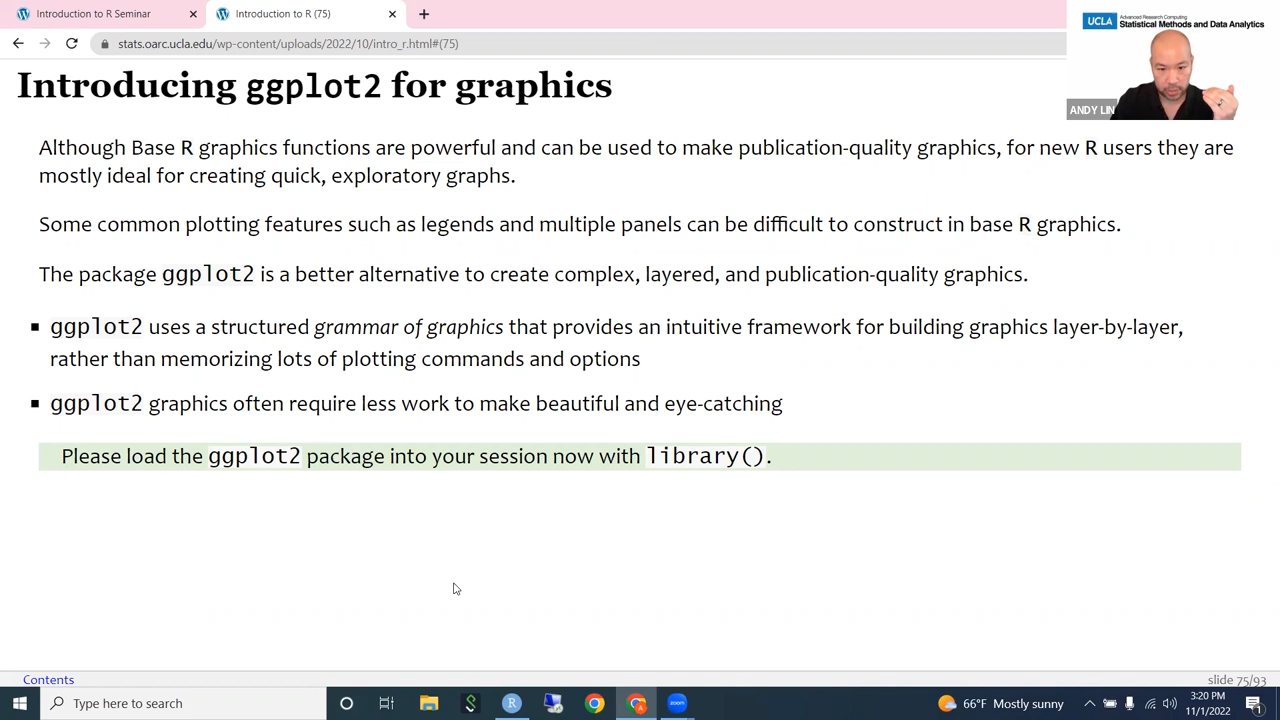 Introduction to R Seminar
Introduction to R (75)
stats.oarc.ucla.edu/wp-content/uploads/2022/10/intro_r.html#(75)
UCLA Advanced Research Computing
Statistical Methods and Data Analytics
ANDY LIN
Introducing ggplot2 for graphics
Although Base R graphics functions are powerful and can be used to make publication-quality graphics, for new R users they are
mostly ideal for creating quick, exploratory graphs.
Some common plotting features such as legends and multiple panels can be difficult to construct in base R graphics.
The package ggplot2 is a better alternative to create complex, layered, and publication-quality graphics.
ggplot2 uses a structured grammar of graphics that provides an intuitive framework for building graphics layer-by-layer,
rather than memorizing lots of plotting commands and options
ggplot2 graphics often require less work to make beautiful and eye-catching
Please load the ggplot2 package into your session now with library().
Contents
slide 75/93
Type here to search
zoom
66°F Mostly sunny
3:20 PM
11/1/2022
1